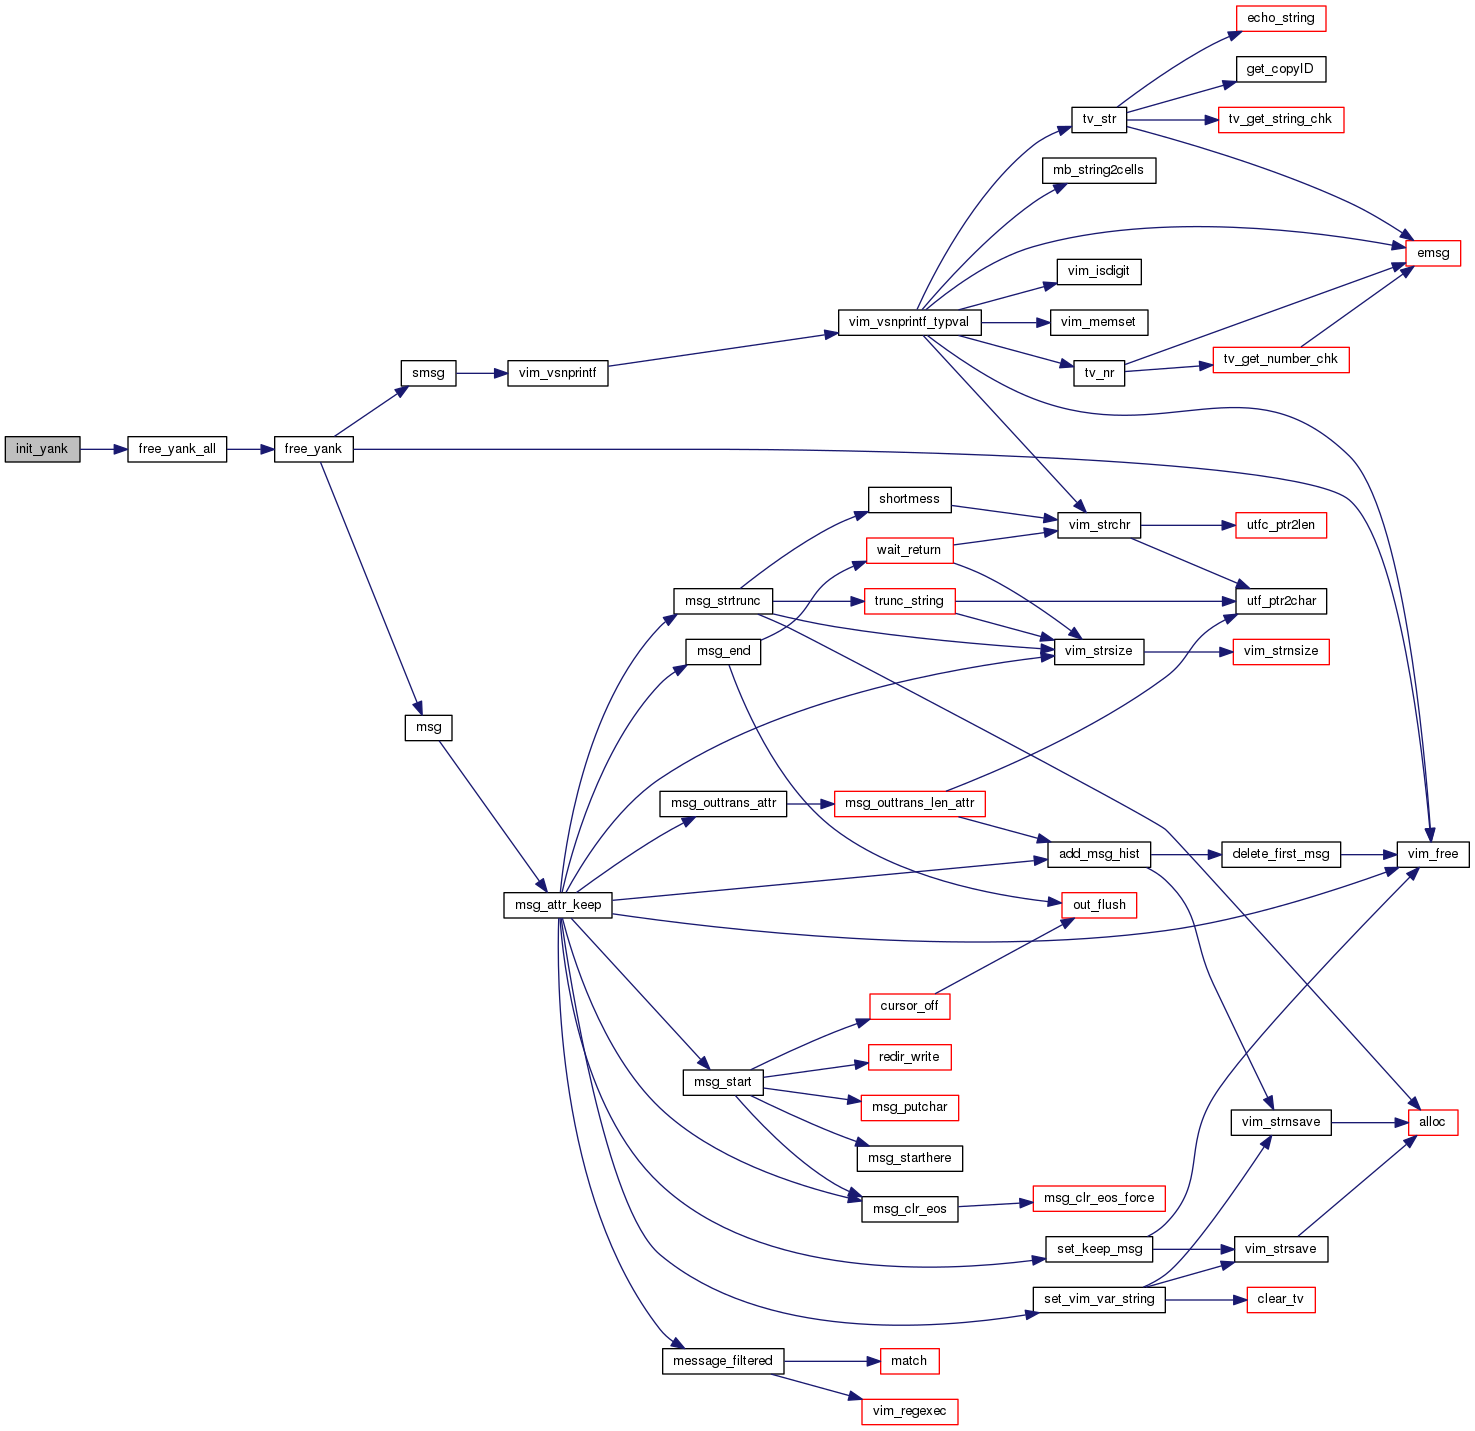 echo_string
get_copyID
tv_str
tv_get_string_chk
mb_string2cells
emsg
vim_isdigit
vim_vsnprintf_typval
vim_memset
tv_get_number_chk
smsg
vim_vsnprintf
tv_nr
init_yank
free_yank_all
free_yank
shortmess
vim_strchr
utfc_ptr2len
wait_return
msg_strtrunc
trunc_string
utf_ptr2char
msg_end
vim_strsize
vim_strnsize
msg
msg_outtrans_attr
msg_outtrans_len_attr
add_msg_hist
delete_first_msg
vim_free
msg_attr_keep
out_flush
cursor_off
redir_write
msg_start
msg_putchar
vim_strnsave
alloc
msg_starthere
msg_clr_eos_force
msg_clr_eos
set_keep_msg
vim_strsave
set_vim_var_string
clear_tv
message_filtered
match
vim_regexec